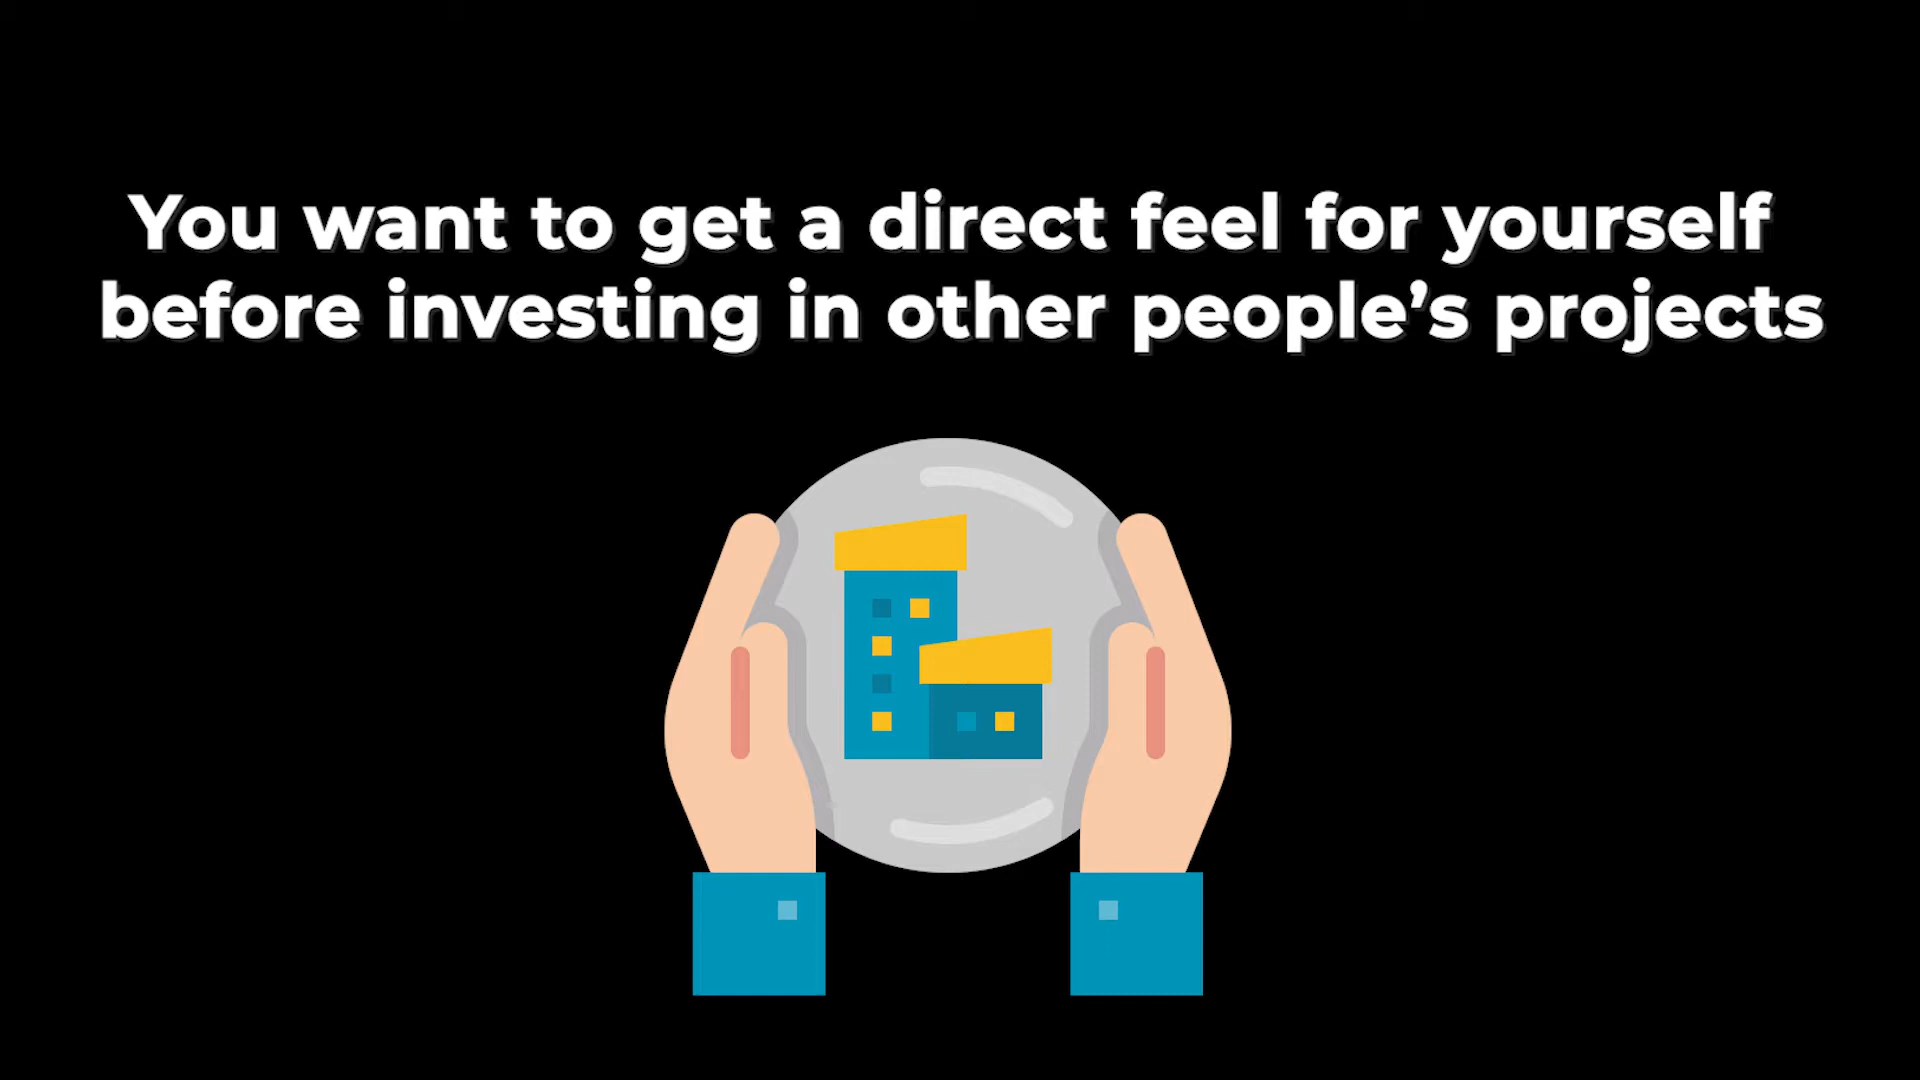 You want to get a direct feel for yourself
before investing in other people’s projects